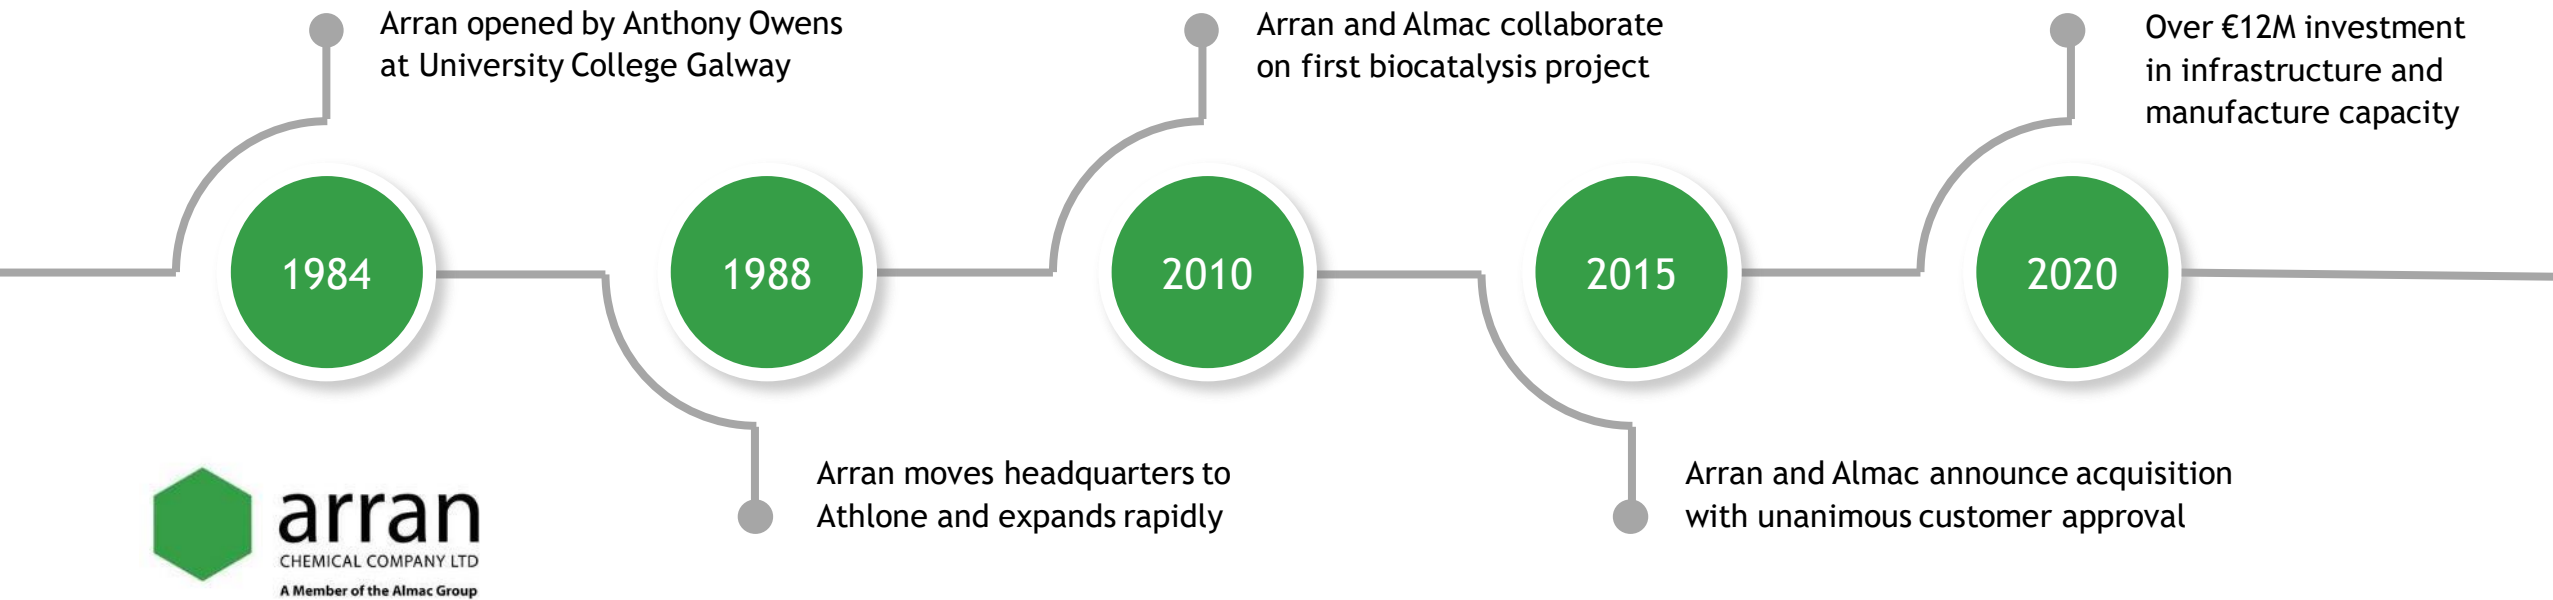 Arran opened by Anthony Owens
at University College Galway
Arran and Almac collaborate
on first biocatalysis project
Over €12M investment
in infrastructure and
manufacture capacity
1984
1988
2010
2015
2020
Arran moves headquarters to
Athlone and expands rapidly
Arran and Almac announce acquisition
with unanimous customer approval
arran
CHEMICAL COMPANY LTD
A Member of the Almac Group